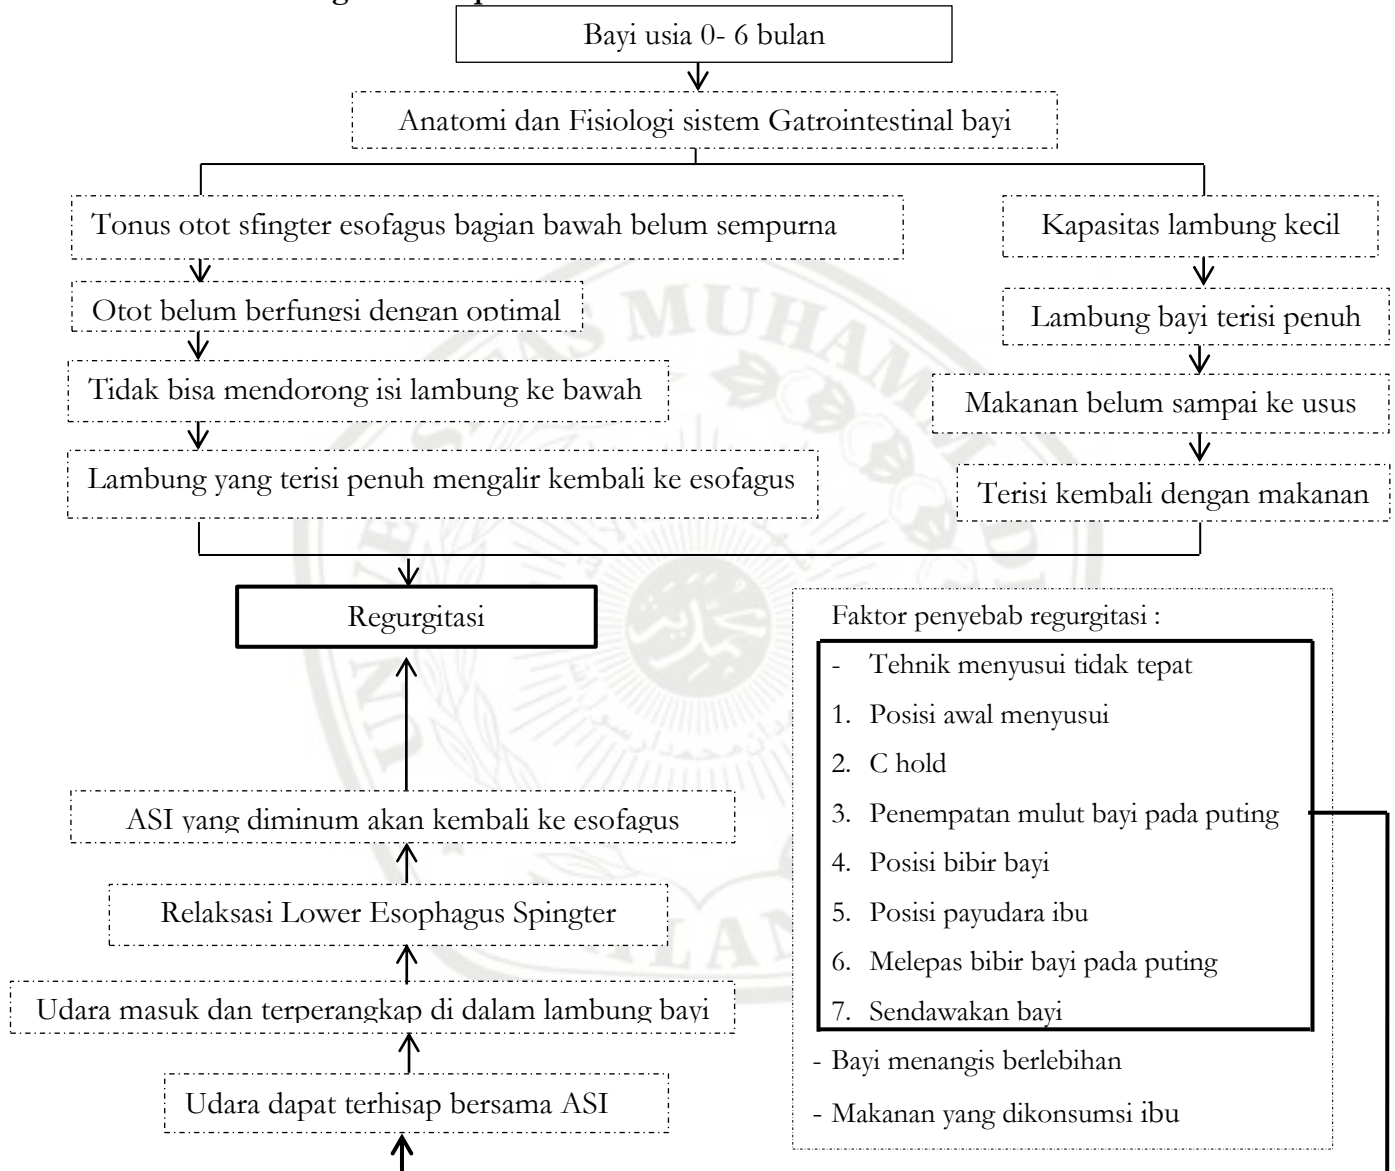 Bayi usia 0- 6 bulan
Anatomi dan Fisiologi sistem Gatrointestinal bayi
Tonus otot sfingter esofagus bagian bawah belum sempurna
Kapasitas lambung kecil
Otot belum berfungsi dengan optimal
Lambung bayi terisi penuh
Tidak bisa mendorong isi lambung ke bawah
Makanan belum sampai ke usus
Lambung yang terisi penuh mengalir kembali ke esofagus
Terisi kembali dengan makanan
Regurgitasi
Faktor penyebab regurgitasi :
- Tehnik menyusui tidak tepat
1. Posisi awal menyusui
2. C hold
3. Penempatan mulut bayi pada puting
4. Posisi bibir bayi
5. Posisi payudara ibu
6. Melepas bibir bayi pada puting
7. Sendawakan bayi
- Bayi menangis berlebihan
- Makanan yang dikonsumsi ibu
ASI yang diminum akan kembali ke esofagus
Relaksasi Lower Esophagus Spingter
Udara masuk dan terperangkap di dalam lambung bayi
Udara dapat terhisap bersama ASI